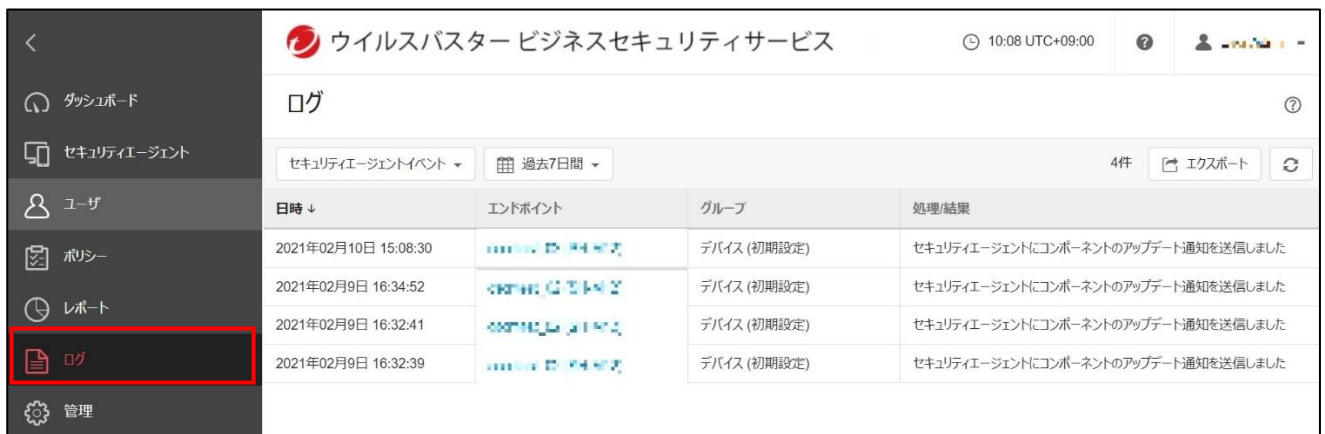 ウイルスバスター ビジネスセキュリティサービス
10:08 UTC+09:00
ダッシュボード
セキュリティエージェント
ユーザ
ポリシー
レポート
ログ
管理
ログ
セキュリティエージェントイベント
過去7日間
4件
エクスポート
日時↓ エンドポイント グループ 処理/結果
2021年02月10日 15:08:30 デバイス (初期設定) セキュリティエージェントにコンポーネントのアップデート通知を送信しました
2021年02月9日 16:34:52 デバイス (初期設定) セキュリティエージェントにコンポーネントのアップデート通知を送信しました
2021年02月9日 16:32:41 デバイス (初期設定) セキュリティエージェントにコンポーネントのアップデート通知を送信しました
2021年02月9日 16:32:39 デバイス (初期設定) セキュリティエージェントにコンポーネントのアップデート通知を送信しました